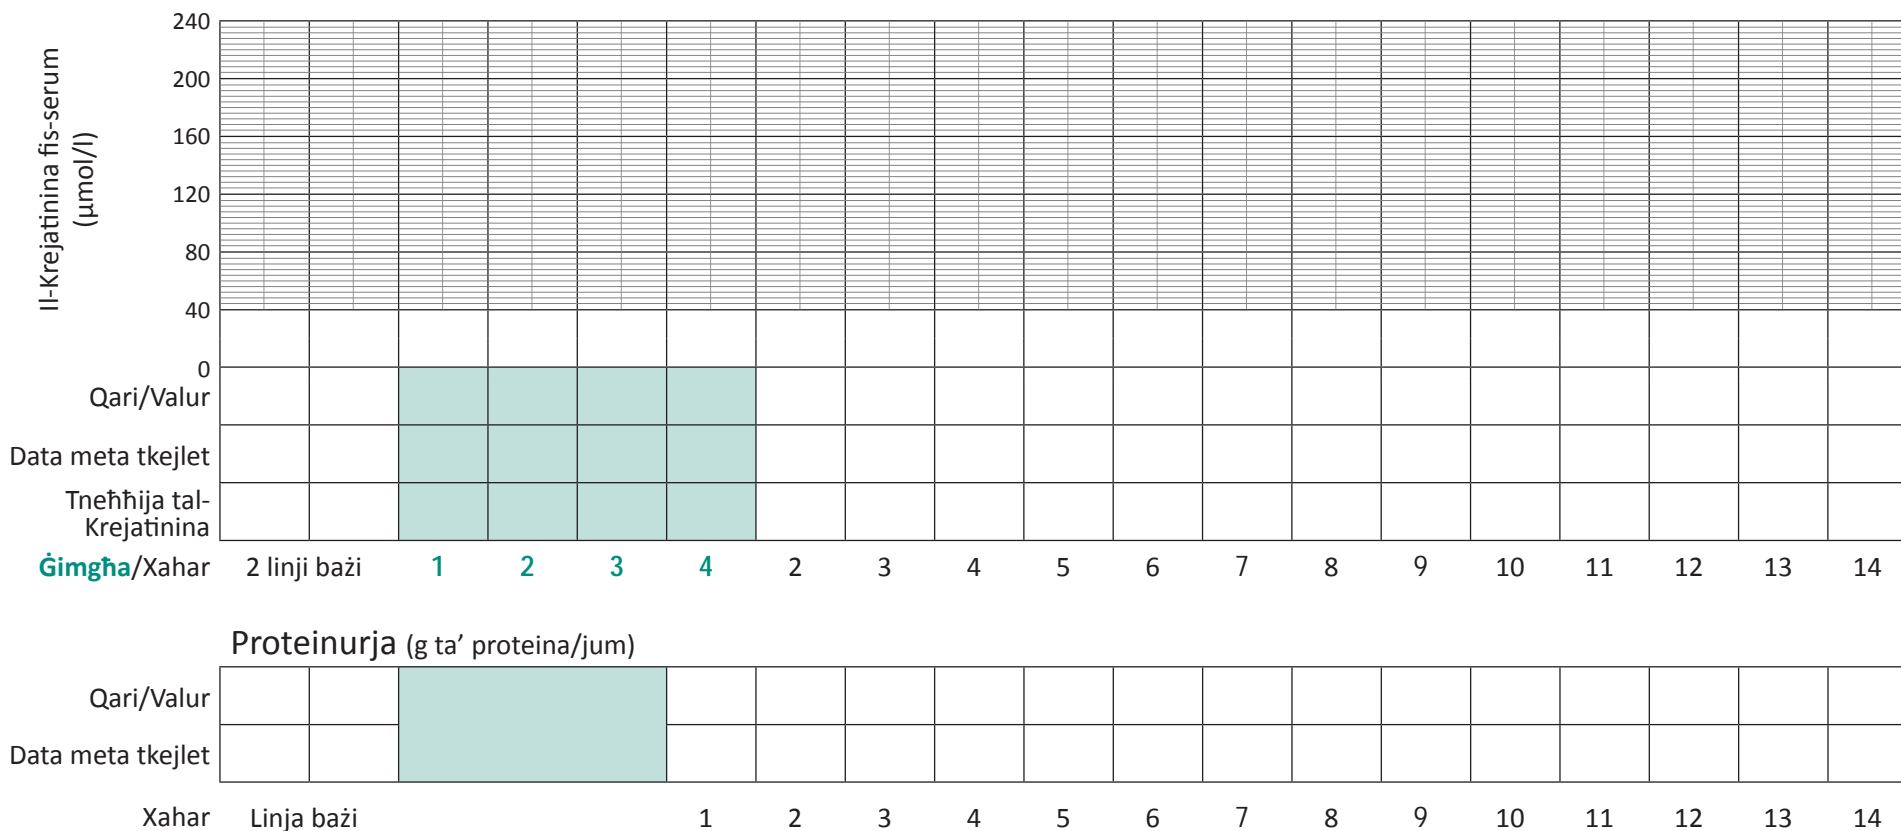 Il-Krejatinina fis-serum
(µmol/l)
240
200
160
120
80
40
0
Qari/Valur
Data meta tkejlet
Tneħħija tal-
Krejatinina
Ġimgħa/Xahar 2 linji bażi 1 2 3 4 2 3 4 5 6 7 8 9 10 11 12 13 14
Proteinurja (g ta’ proteina/jum)
Qari/Valur
Data meta tkejlet
Xahar Linja bażi 1 2 3 4 5 6 7 8 9 10 11 12 13 14